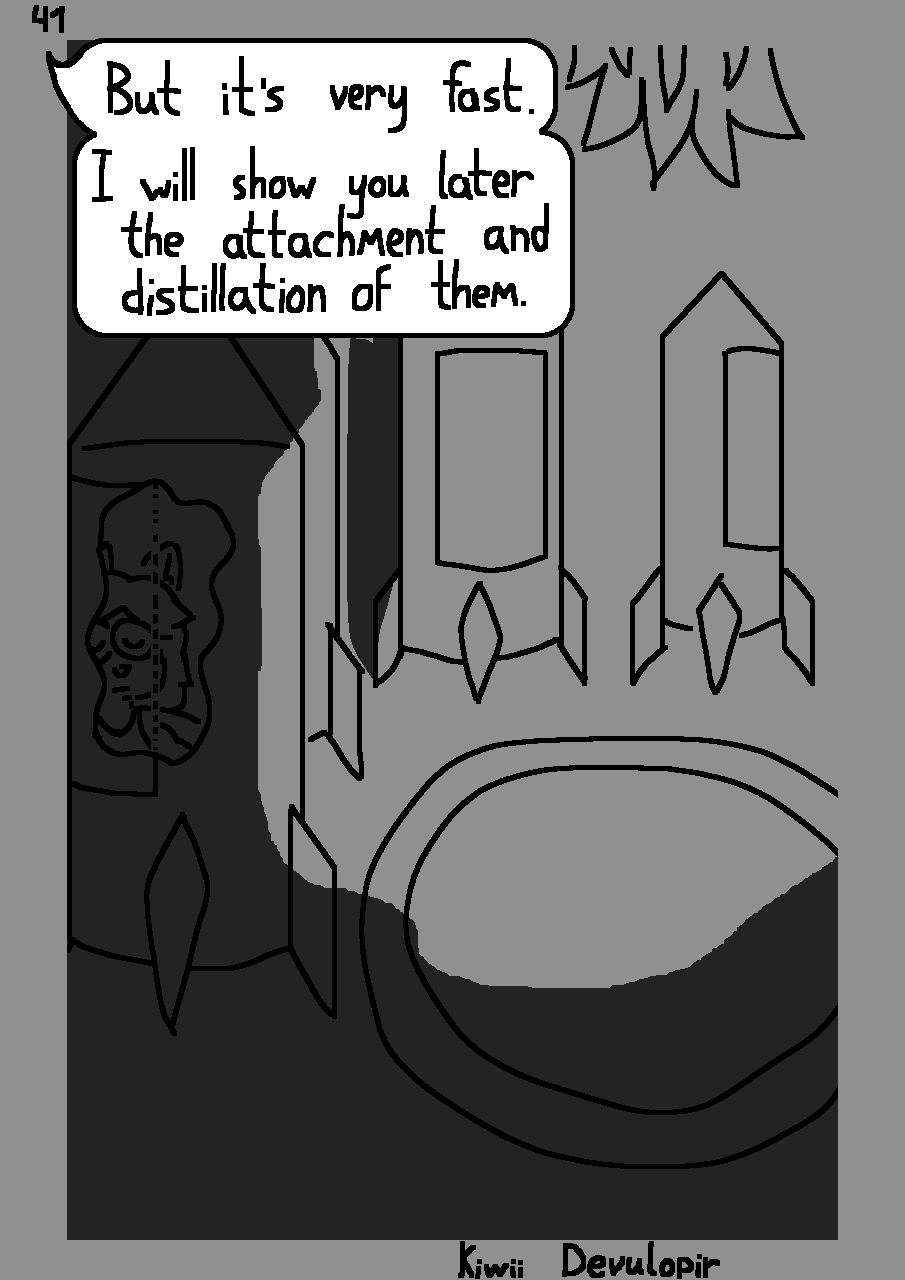 41
But it's very fast.
I will show you later
the attachment and
distillation of them.
Kiwii Devulopir